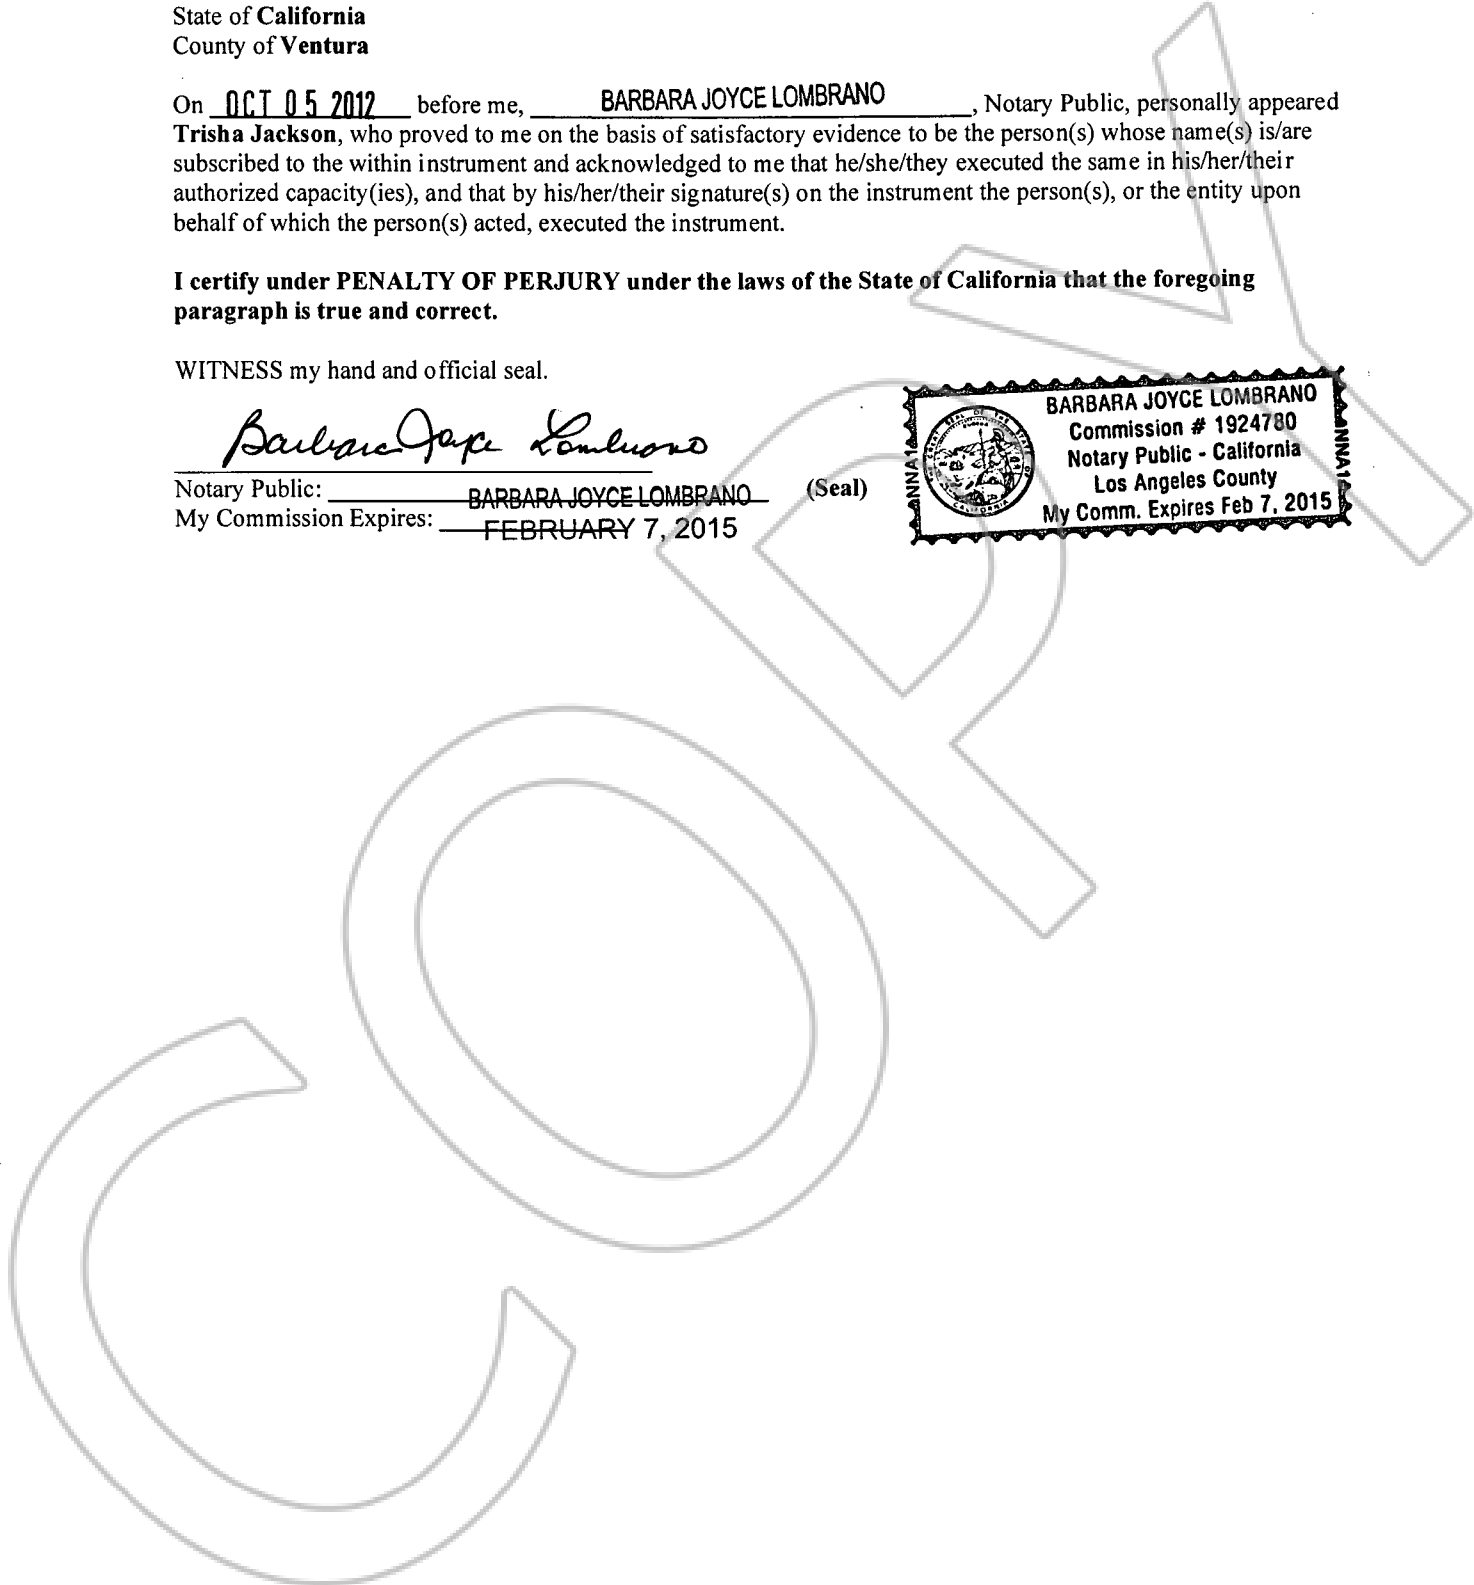 State of California
County of Ventura
On OCT 05 2012 before me, BARBARA JOYCE LOMBRANO, Notary Public, personally appeared
Trisha Jackson, who proved to me on the basis of satisfactory evidence to be the person(s) whose name(s) is/are
subscribed to the within instrument and acknowledged to me that he/she/they executed the same in his/her/their
authorized capacity(ies), and that by his/her/their signature(s) on the instrument the person(s), or the entity upon
behalf of which the person(s) acted, executed the instrument.
I certify under PENALTY OF PERJURY under the laws of the State of California that the foregoing
paragraph is true and correct.
WITNESS my hand and official seal.
Barbara Joyce Lombrano
Notary Public: BARBARA JOYCE LOMBRANO (Seal)
My Commission Expires: FEBRUARY 7, 2015
BARBARA JOYCE LOMBRANO
Commission # 1924780
Notary Public - California
Los Angeles County
My Comm. Expires Feb 7, 2015
COPY